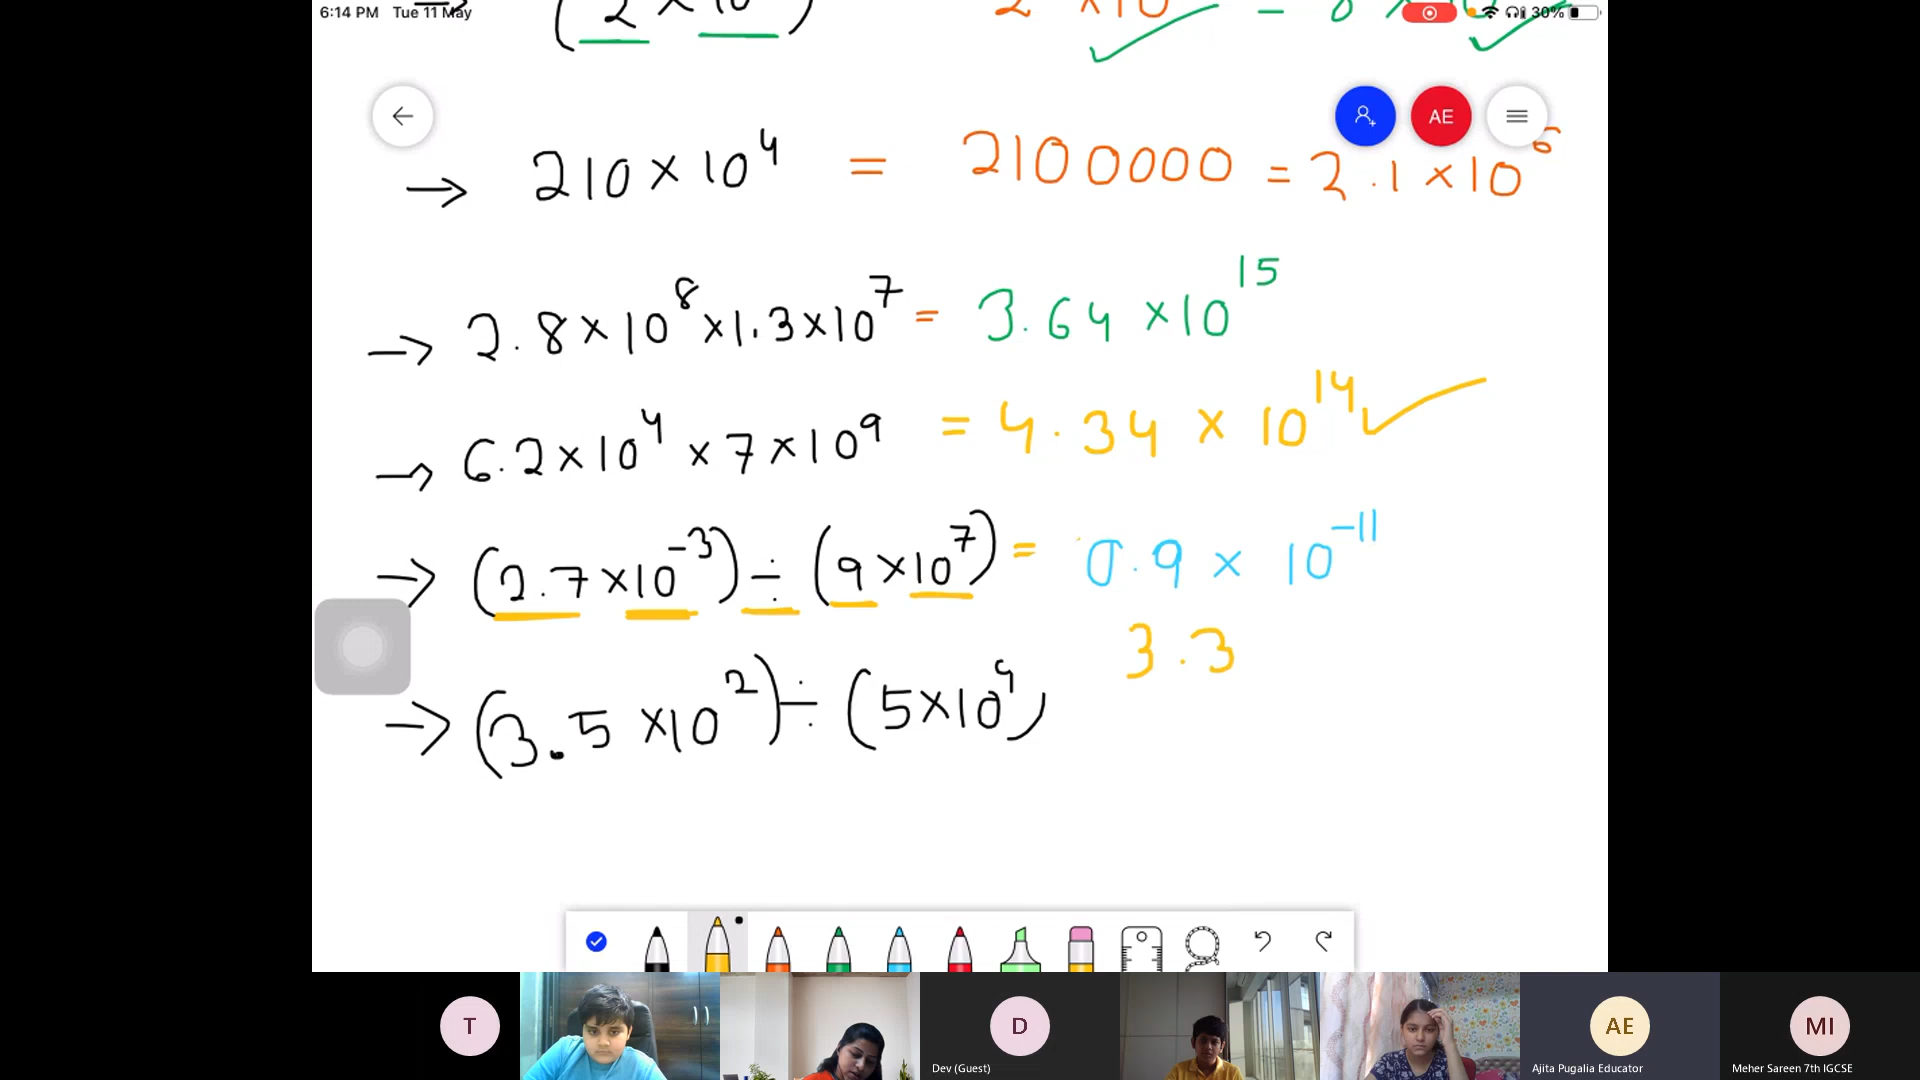 6:14 PM Tue 11 May
30%
(2 × 10 )
AE
→ 210 × 10⁴ = 2100000 = 2.1 × 10⁶
→ 2.8 × 10⁸ × 1.3 × 10⁷ = 3.64 × 10¹⁵
→ 6.2 × 10⁴ × 7 × 10⁹ = 4.34 × 10¹⁴ ✓
→ (2.7 × 10⁻³) ÷ (9 × 10⁷) = 0.9 × 10⁻¹¹
3.3
→ (3.5 × 10²) ÷ (5 × 10⁹)
T
D
AE
MI
Dev (Guest)
Ajita Pugalia Educator
Meher Sareen 7th IGCSE